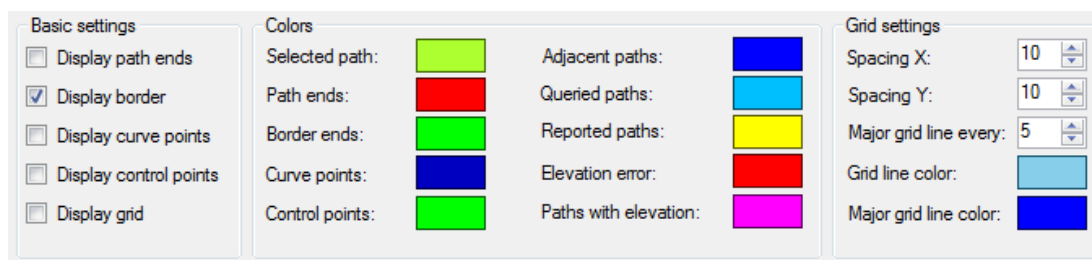 Basic settings
Display path ends
Display border
Display curve points
Display control points
Display grid
Colors
Selected path:
Path ends:
Border ends:
Curve points:
Control points:
Adjacent paths:
Queried paths:
Reported paths:
Elevation error:
Paths with elevation:
Grid settings
Spacing X: 10
Spacing Y: 10
Major grid line every: 5
Grid line color:
Major grid line color: